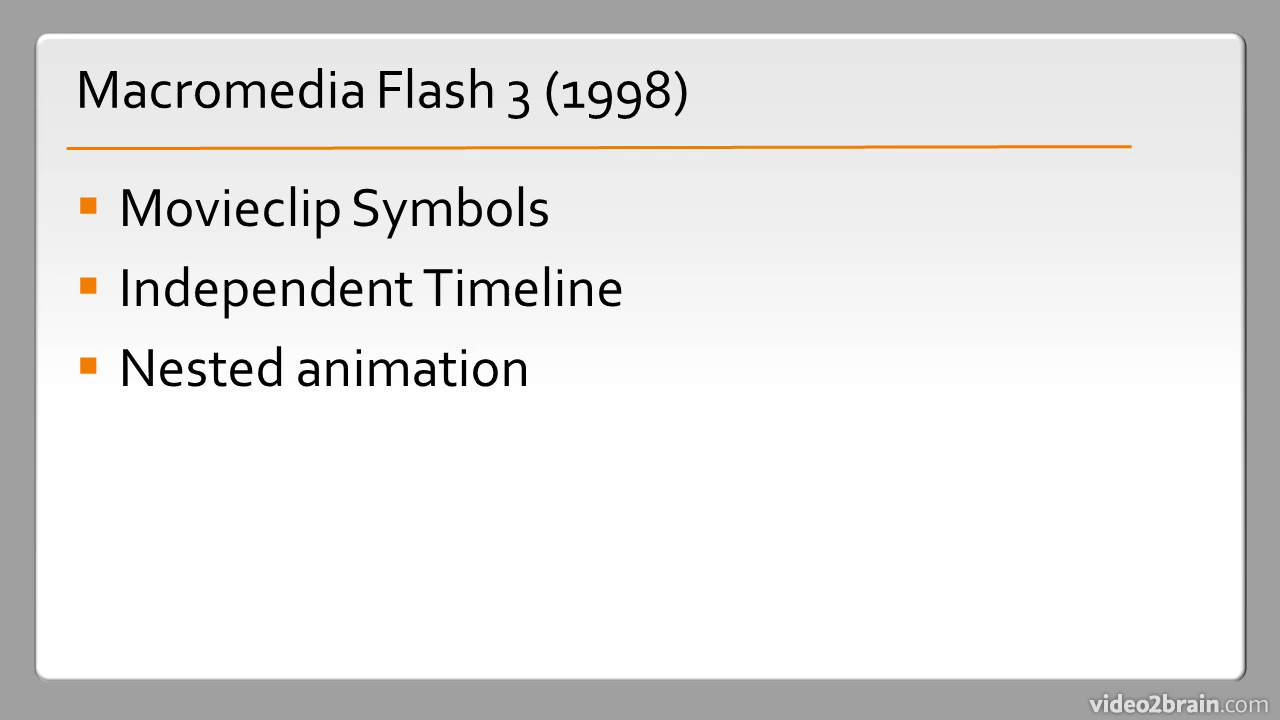 Macromedia Flash 3 (1998)
Movieclip Symbols
Independent Timeline
Nested animation
video2brain.com